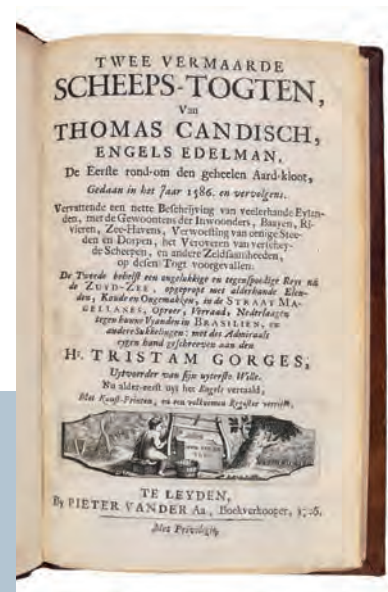 TWEE VERMAARDE
SCHEEPS-TOGTEN,
Van
THOMAS CANDISCH,
ENGELS EDELMAN,
De Eerste rond-om den geheelen Aard-kloot,
Gedaan in het Jaar 1586. en vervolgens.
Vervattende een nette Beschrijving van veelerhande Eylan-
den, met de Gewoontens der Inwoonders, Baayen, Ri-
vieren, Zee-Havens, Verwoesting van eenige Stee-
den en Dorpen, het Veroveren van verschey-
de Scheepen, en andere Zeldsaamheeden,
op desen Togt voorgevallen.
De Tweede behelst een ongelukkige en tegenspoedige Reys na
de ZUYD-ZEE, opgepropt met alderhande Elen-
den, Koude en Ongemakken, in de STRAAT MA-
GELLANES, Oproer, Verraad, Nederlaagen
tegen hunne Vyanden in BRASILIEN, en
andere Sukkelingen: met des Admiraals
eygen hand geschreeven aan den
Hr. TRISTAM GORGES,
Uytvoerder van sijn uyterste Wille.
Nu alder-eerst uyt het Engels vertaald,
Met Konst-Printen, en een volkomen Register verrijkt.
TE LEYDEN,
By PIETER VANDER Aa, Boekverkooper,
Met Privilegie.